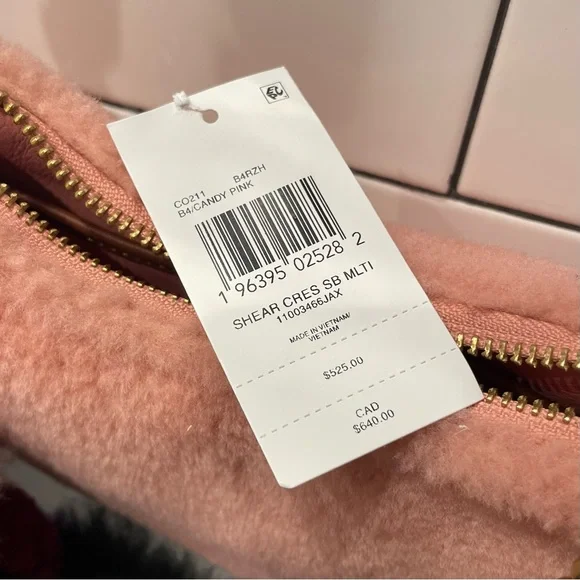 CO211 B4RZH
B4/CANDY PINK
1 96395 02528 2
SHEAR CRES SB MLTI
11003466JAX
MADE IN VIETNAM/
VIETNAM
$525.00
CAD
$640.00